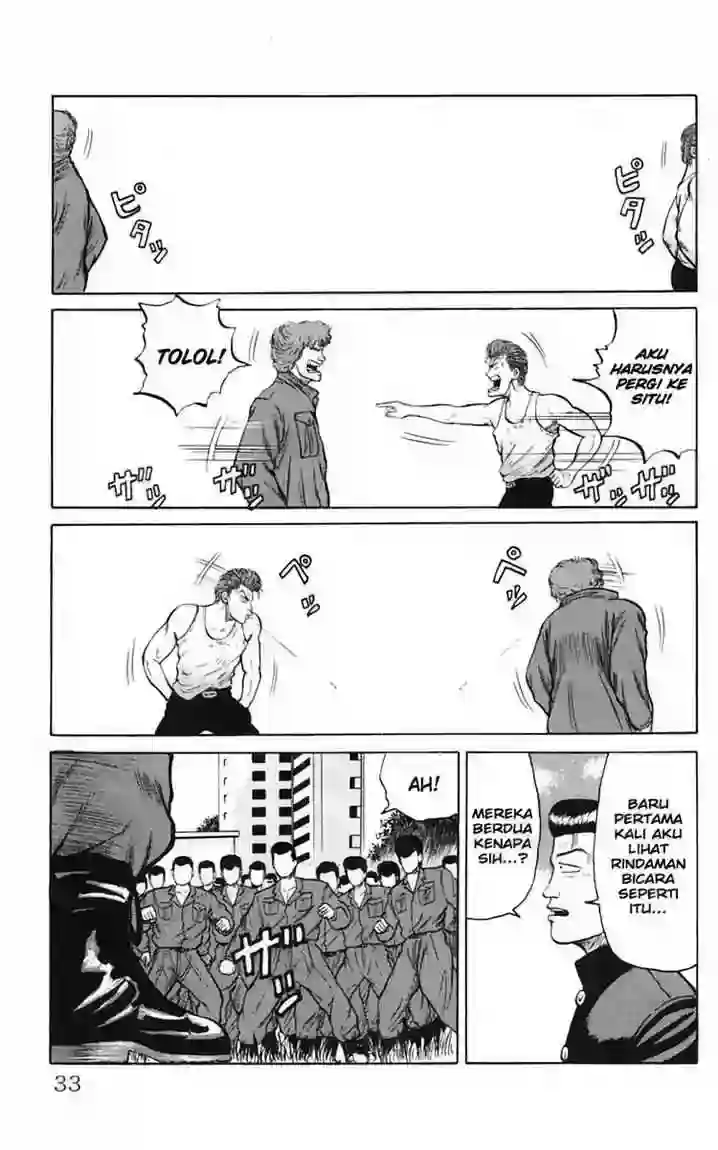 ピタッ
ピタッ
AKU
HARUSNYA
PERGI KE
SITU!
TOLOL!
ザッ
ザッ
ザッザッ
ペッ
ペッ
BARU
PERTAMA
KALI AKU
LIHAT
RINDAMAN
BICARA
SEPERTI
ITU...
MEREKA
BERDUA
KENAPA
SIH...?
AH!
ザッ
33